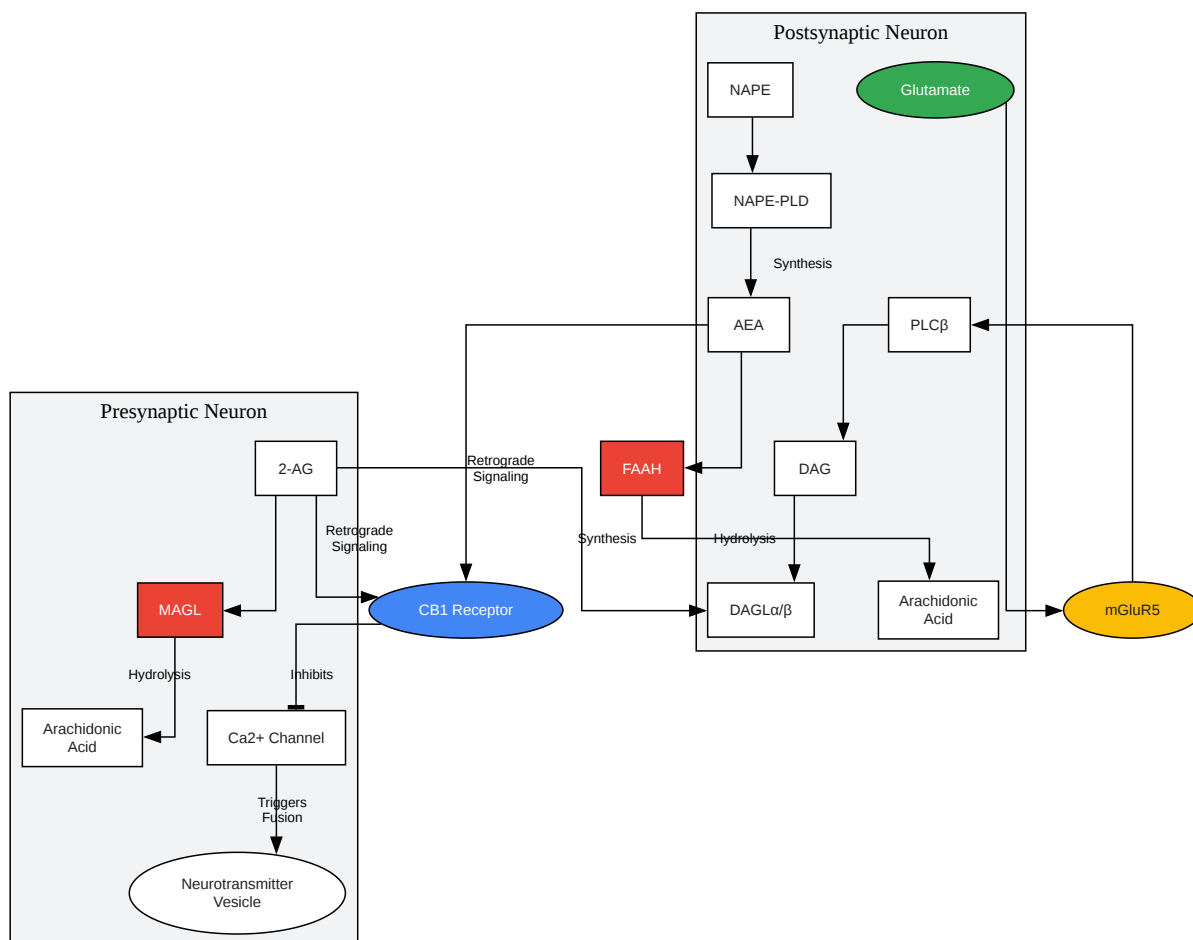 Postsynaptic Neuron
NAPE
Glutamate
NAPE-PLD
Synthesis
AEA
PLCβ
Presynaptic Neuron
2-AG
Retrograde
Signaling
FAAH
DAG
Retrograde
Signaling
Synthesis
Hydrolysis
MAGL
CB1 Receptor
DAGLα/β
Arachidonic
Acid
mGluR5
Hydrolysis
Inhibits
Arachidonic
Acid
Ca2+ Channel
Triggers
Fusion
Neurotransmitter
Vesicle